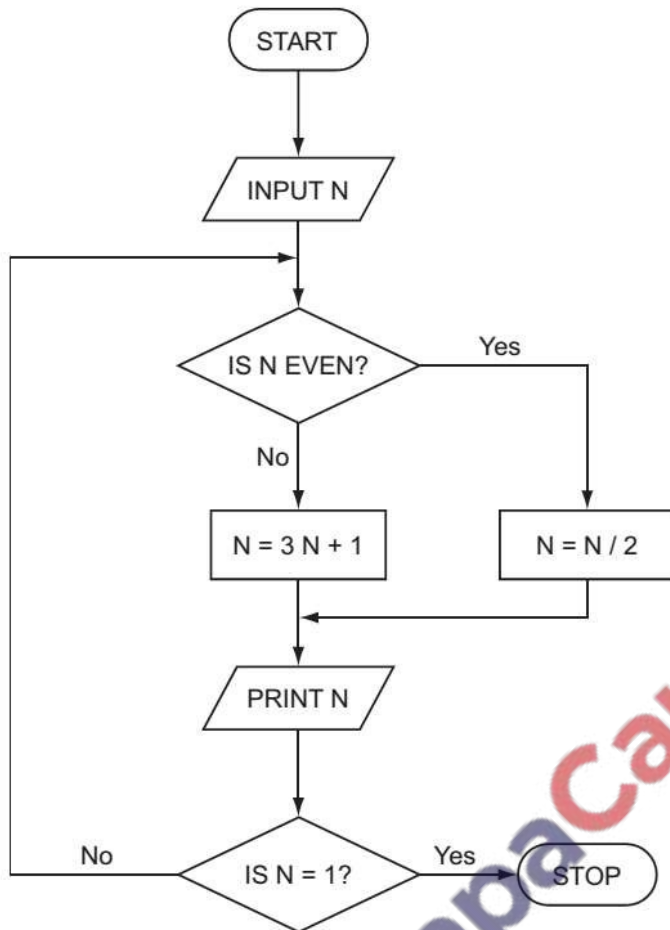 START
INPUT N
IS N EVEN?
Yes
No
N = 3 N + 1
N = N / 2
PRINT N
No
IS N = 1?
Yes
STOP